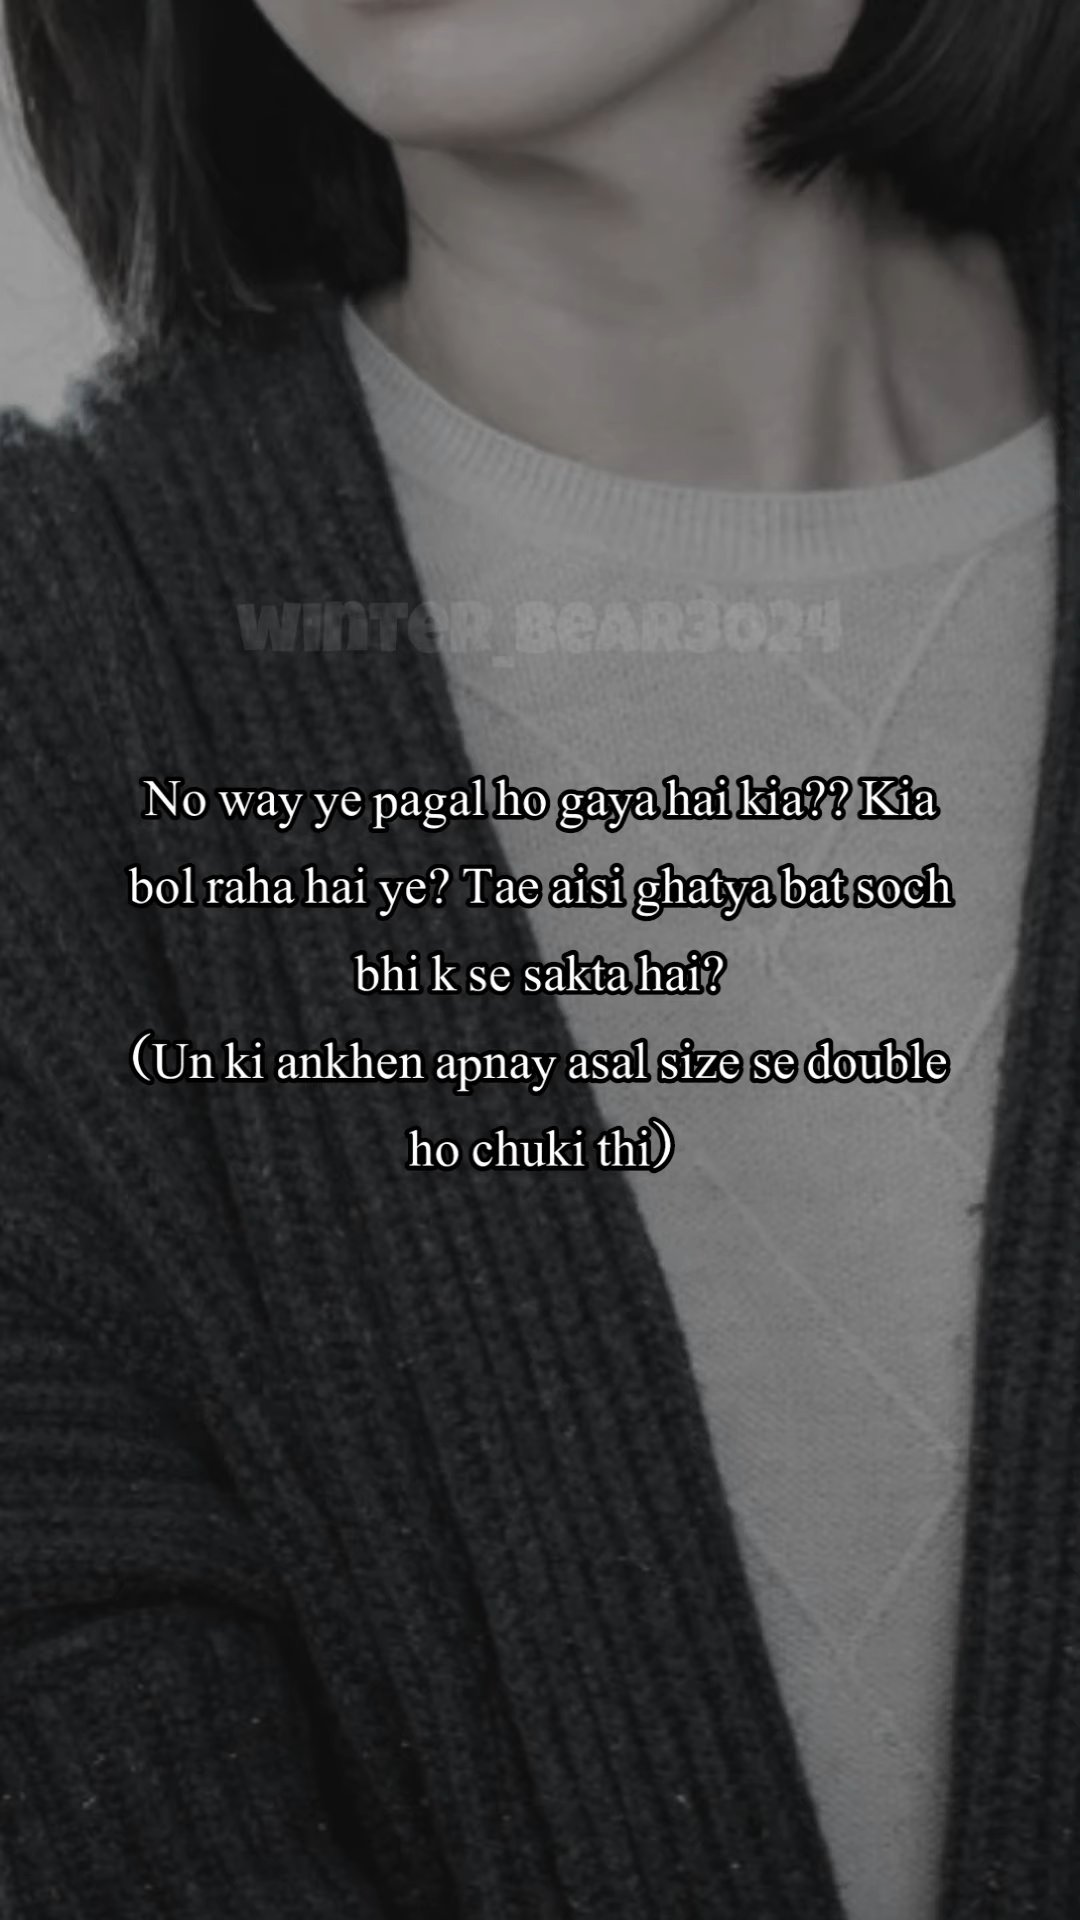 WINTER_BEAR3024
No way ye pagal ho gaya hai kia?? Kia
bol raha hai ye? Tae aisi ghatya bat soch
bhi k se sakta hai?
(Un ki ankhen apnay asal size se double
ho chuki thi)